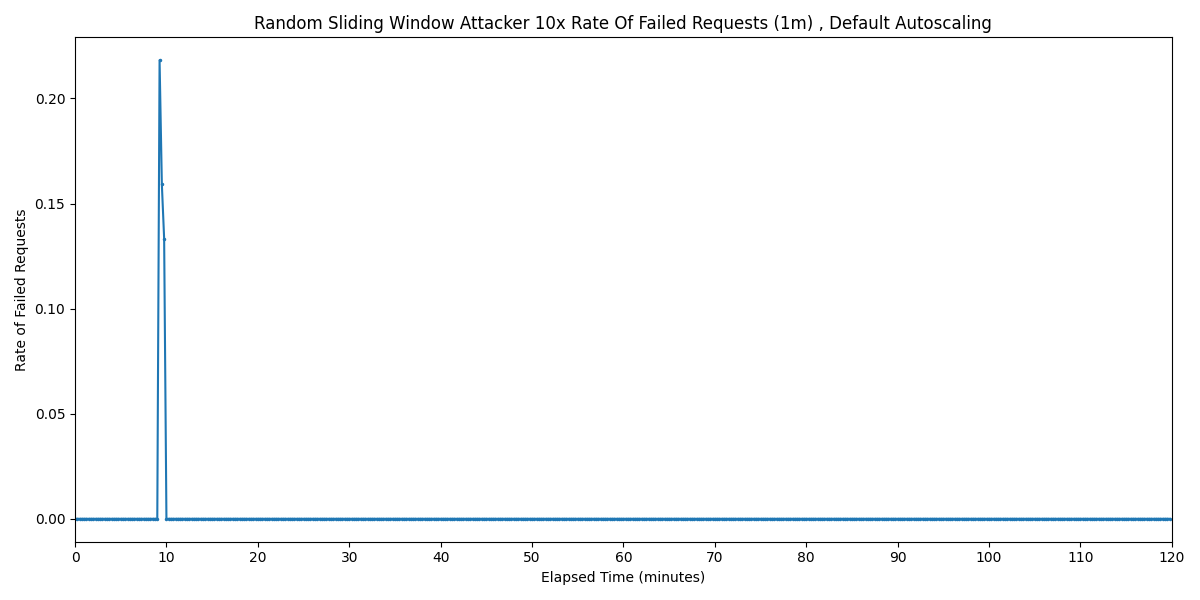 Random Sliding Window Attacker 10x Rate Of Failed Requests (1m) , Default Autoscaling
Rate of Failed Requests
0.20
0.15
0.10
0.05
0.00
0 10 20 30 40 50 60 70 80 90 100 110 120
Elapsed Time (minutes)